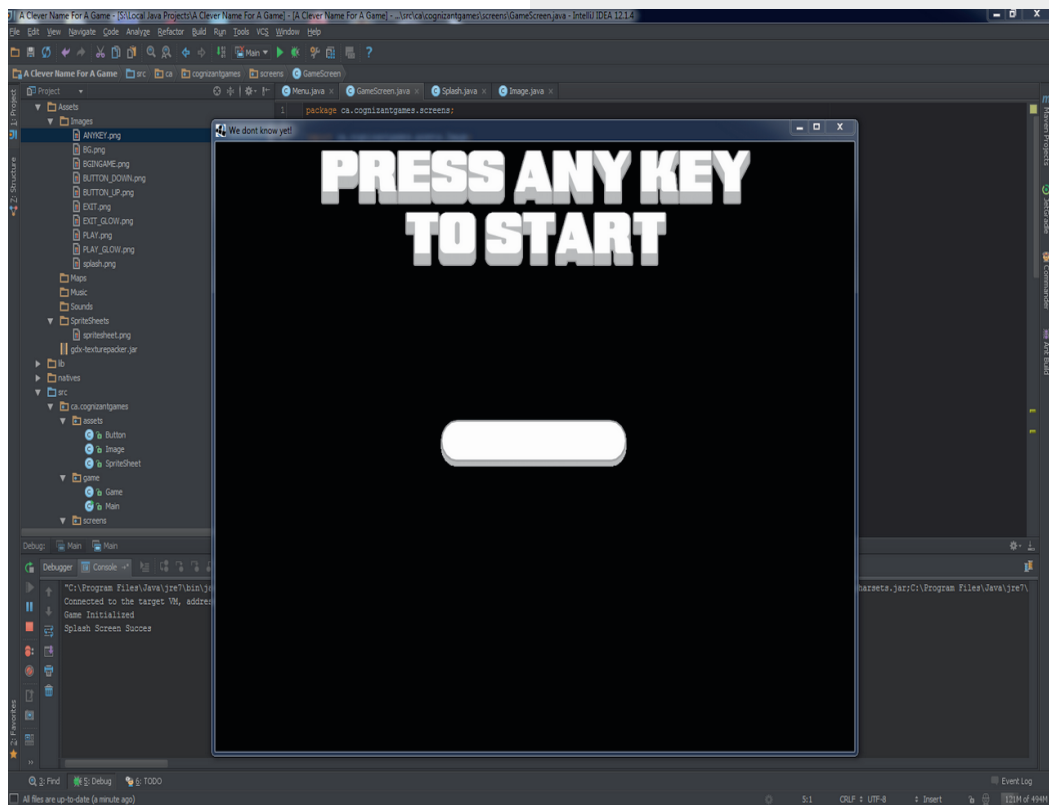 A Clever Name For A Game - [S:\Local Java Projects\A Clever Name For A Game] - [A Clever Name For A Game] - ...\src\ca\cognizantgames\screens\GameScreen.java - IntelliJ IDEA 12.1.4
File Edit View Navigate Code Analyze Refactor Build Run Tools VCS Window Help
Main
A Clever Name For A Game src ca cognizantgames screens GameScreen
Project
Menu.java GameScreen.java Splash.java Image.java
1 package ca.cognizantgames.screens;
We dont know yet!
PRESS ANY KEY
TO START
1: Project
Z: Structure
2: Favorites
Assets
Images
ANYKEY.png
BG.png
BGINGAME.png
BUTTON_DOWN.png
BUTTON_UP.png
EXIT.png
EXIT_GLOW.png
PLAY.png
PLAY_GLOW.png
splash.png
Maps
Music
Sounds
SpriteSheets
spritesheet.png
gdx-texturepacker.jar
lib
natives
src
ca.cognizantgames
assets
Button
Image
SpriteSheet
game
Game
Main
screens
Maven Projects
JetGradle
Commander
Ant Build
Debug: Main Main
Debugger Console
"C:\Program Files\Java\jre7\bin\j
harsets.jar;C:\Program Files\Java\jre7\
Connected to the target VM, addre
Game Initialized
Splash Screen Succes
3: Find 5: Debug 6: TODO Event Log
All files are up-to-date (a minute ago) 5:1 CRLF UTF-8 Insert 121M of 494M